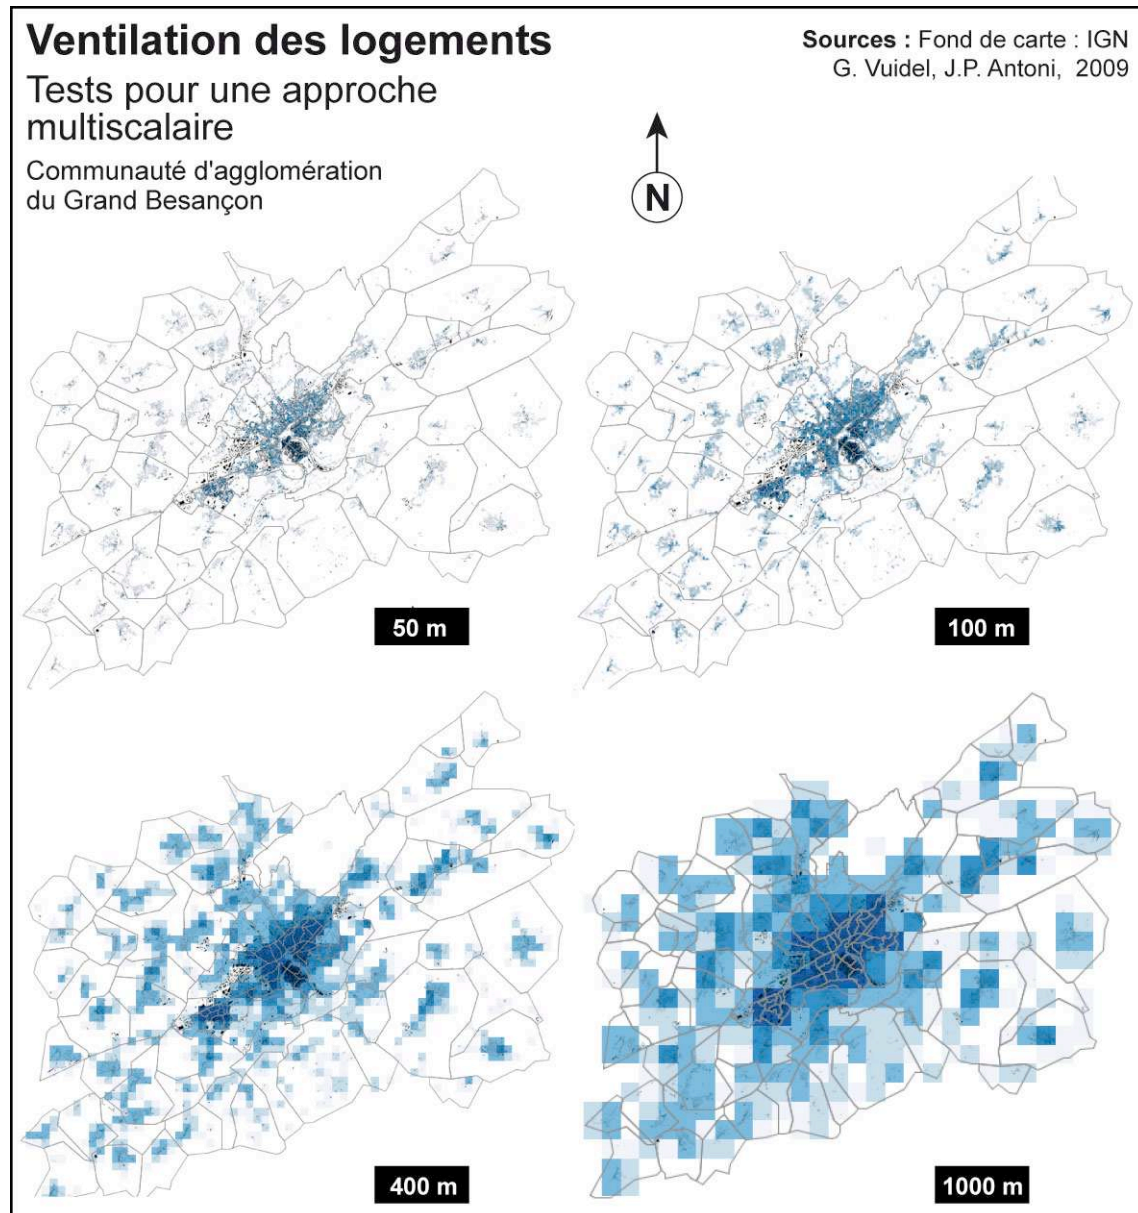 Ventilation des logements
Tests pour une approche
multiscalaire
Communauté d'agglomération
du Grand Besançon
Sources : Fond de carte : IGN
G. Vuidel, J.P. Antoni, 2009
N
50 m
100 m
400 m
1000 m